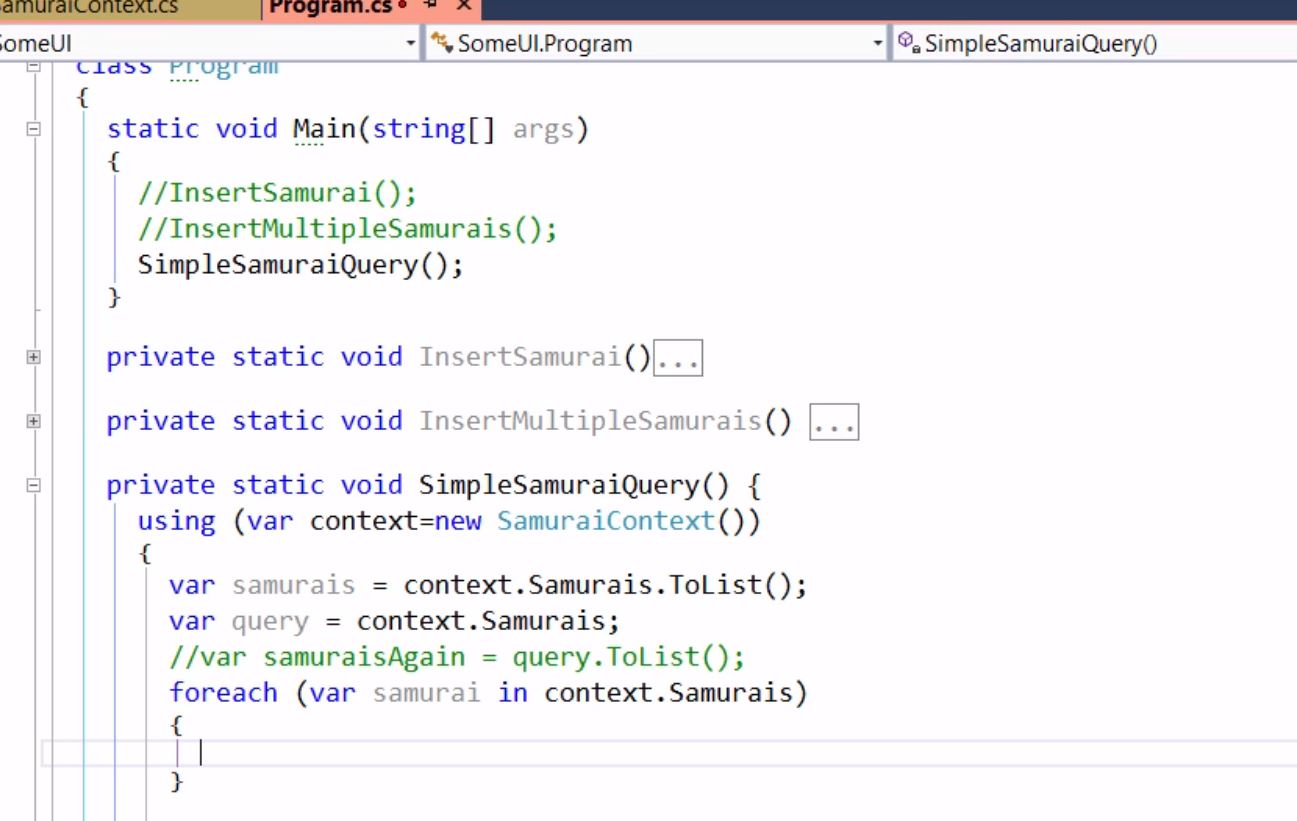 SamuraiContext.cs Program.cs
SomeUI SomeUI.Program SimpleSamuraiQuery()
class Program
{
static void Main(string[] args)
{
//InsertSamurai();
//InsertMultipleSamurais();
SimpleSamuraiQuery();
}
private static void InsertSamurai()...
private static void InsertMultipleSamurais() ...
private static void SimpleSamuraiQuery() {
using (var context=new SamuraiContext())
{
var samurais = context.Samurais.ToList();
var query = context.Samurais;
//var samuraisAgain = query.ToList();
foreach (var samurai in context.Samurais)
{
}